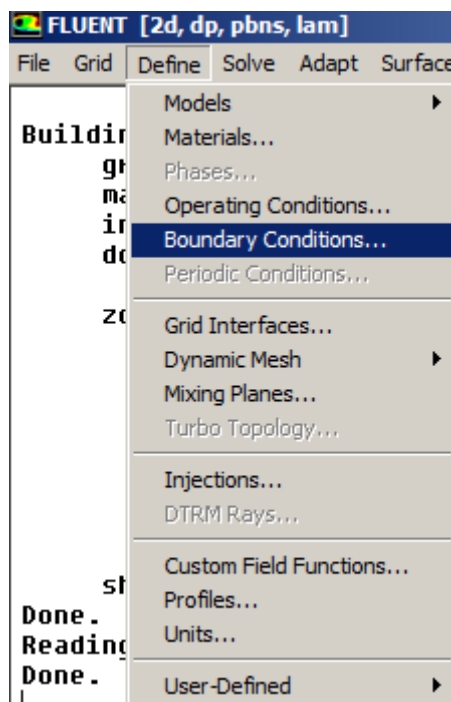 FLUENT [2d, dp, pbns, lam]
File Grid Define Solve Adapt Surface
Models
Materials...
Phases...
Operating Conditions...
Boundary Conditions...
Periodic Conditions...
Grid Interfaces...
Dynamic Mesh
Mixing Planes...
Turbo Topology...
Injections...
DTRM Rays...
Custom Field Functions...
Profiles...
Units...
User-Defined
Done.
Reading
Done.